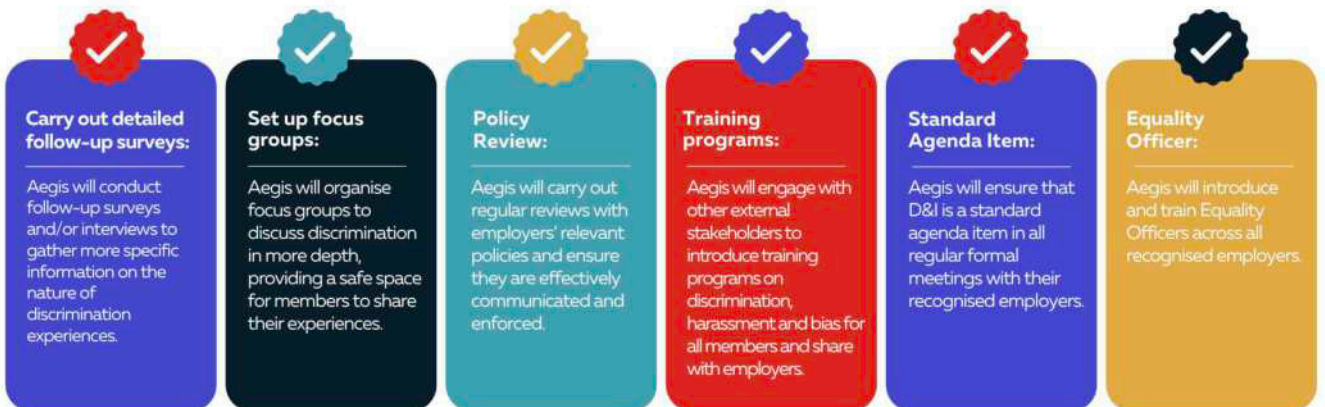 Carry out detailed
follow-up surveys:
Aegis will conduct
follow-up surveys
and/or interviews to
gather more specific
information on the
nature of
discrimination
experiences.
Set up focus
groups:
Aegis will organise
focus groups to
discuss discrimination
in more depth,
providing a safe space
for members to share
their experiences.
Policy
Review:
Aegis will carry out
regular reviews with
employers' relevant
policies and ensure
they are effectively
communicated and
enforced.
Training
programs:
Aegis will engage with
other external
stakeholders to
introduce training
programs on
discrimination,
harassment and bias for
all members and share
with employers.
Standard
Agenda Item:
Aegis will ensure that
D&I is a standard
agenda item in all
regular formal
meetings with their
recognised employers.
Equality
Officer:
Aegis will introduce
and train Equality
Officers across all
recognised employers.